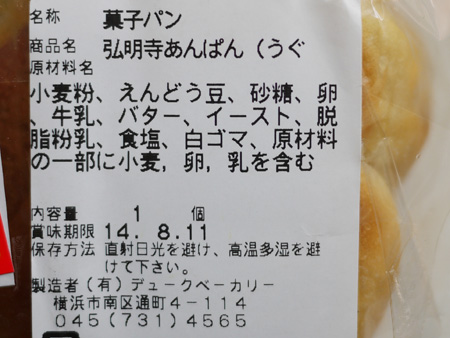 名称 菓子パン
商品名 弘明寺あんぱん（うぐ
原材料名
小麦粉、えんどう豆、砂糖、卵
、牛乳、バター、イースト、脱
脂粉乳、食塩、白ゴマ、原材料
の一部に小麦，卵，乳を含む
内容量 1 個
賞味期限 14. 8.11
保存方法 直射日光を避け、高温多湿を避
けて下さい。
製造者（有）デュークベーカリー
横浜市南区通町4－114
045(731)4565